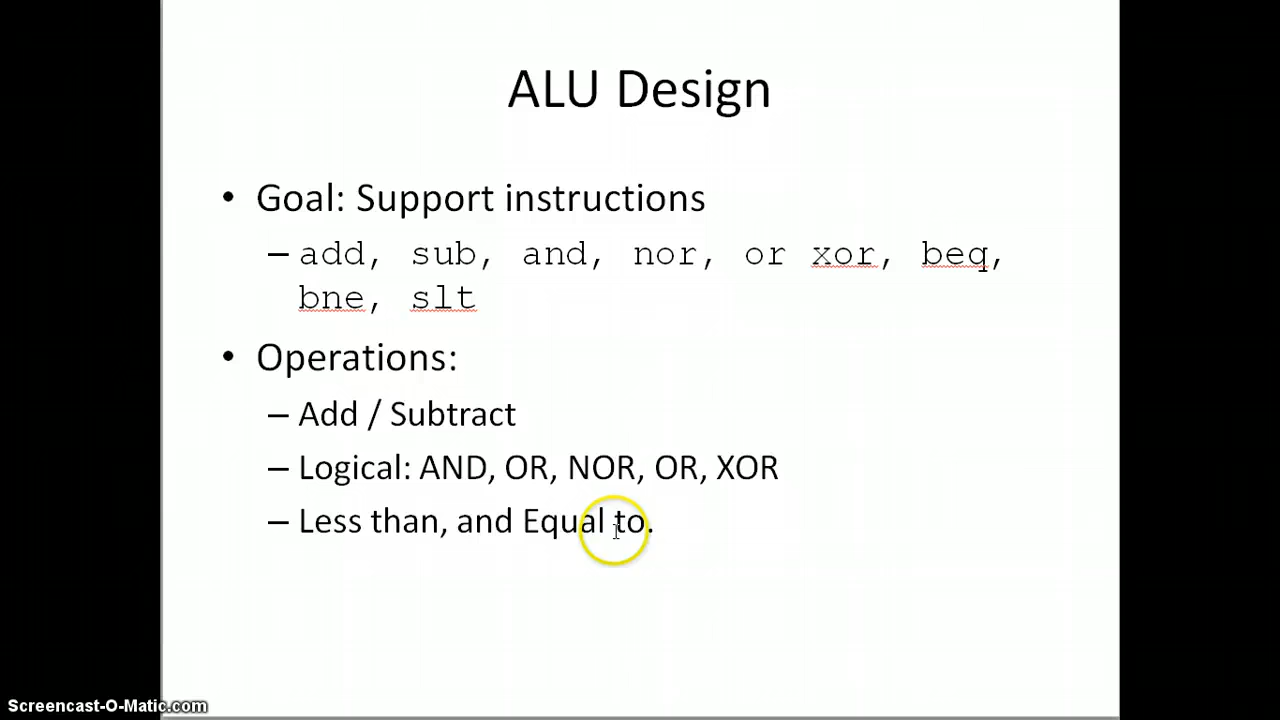 ALU Design
• Goal: Support instructions
– add, sub, and, nor, or xor, beq,
bne, slt
• Operations:
– Add / Subtract
– Logical: AND, OR, NOR, OR, XOR
– Less than, and Equal to.
Screencast-O-Matic.com